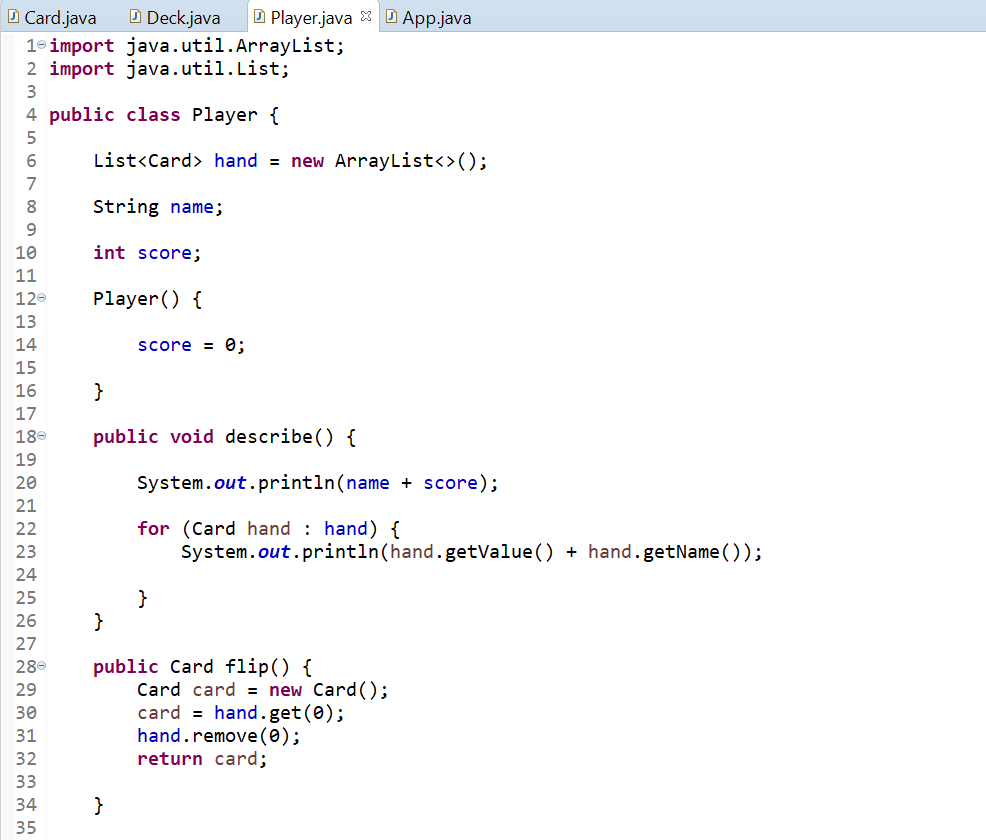 Card.java Deck.java Player.java App.java
1 import java.util.ArrayList;
2 import java.util.List;
3
4 public class Player {
5
6     List<Card> hand = new ArrayList<>();
7
8     String name;
9
10     int score;
11
12     Player() {
13
14         score = 0;
15
16     }
17
18     public void describe() {
19
20         System.out.println(name + score);
21
22         for (Card hand : hand) {
23             System.out.println(hand.getValue() + hand.getName());
24
25         }
26     }
27
28     public Card flip() {
29         Card card = new Card();
30         card = hand.get(0);
31         hand.remove(0);
32         return card;
33
34     }
35